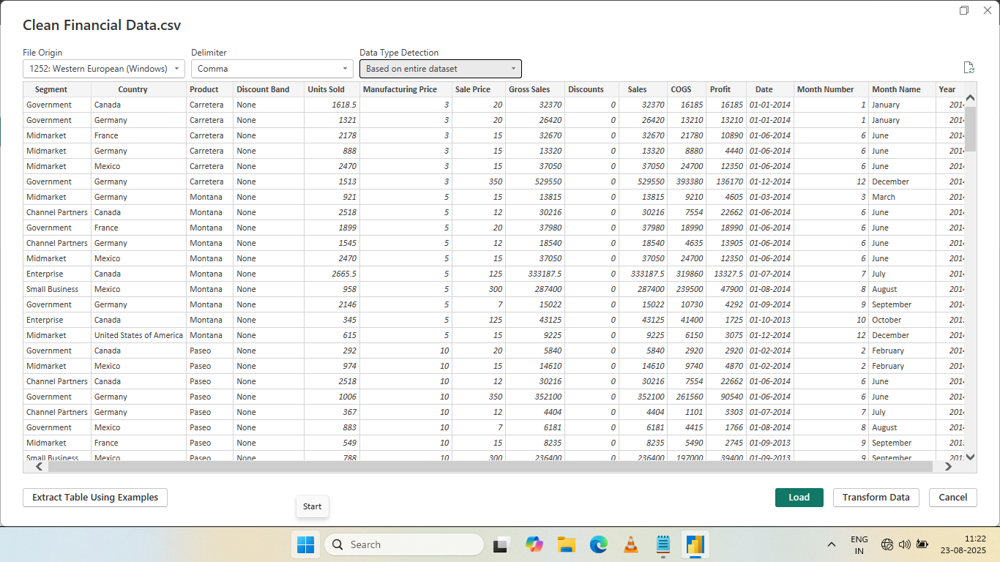 Clean Financial Data.csv
File Origin Delimiter Data Type Detection
1252: Western European (Windows) Comma Based on entire dataset
Segment Country Product Discount Band Units Sold Manufacturing Price Sale Price Gross Sales Discounts Sales COGS Profit Date Month Number Month Name Year
Government Canada Carretera None 1618.5 3 20 32370 0 32370 16185 16185 01-01-2014 1 January 2014
Government Germany Carretera None 1321 3 20 26420 0 26420 13210 13210 01-01-2014 1 January 2014
Midmarket France Carretera None 2178 3 15 32670 0 32670 21780 10890 01-06-2014 6 June 2014
Midmarket Germany Carretera None 888 3 15 13320 0 13320 8880 4440 01-06-2014 6 June 2014
Midmarket Mexico Carretera None 2470 3 15 37050 0 37050 24700 12350 01-06-2014 6 June 2014
Government Germany Carretera None 1513 3 350 529550 0 529550 393380 136170 01-12-2014 12 December 2014
Midmarket Germany Montana None 921 5 15 13815 0 13815 9210 4605 01-03-2014 3 March 2014
Channel Partners Canada Montana None 2518 5 12 30216 0 30216 7554 22662 01-06-2014 6 June 2014
Government France Montana None 1899 5 20 37980 0 37980 18990 18990 01-06-2014 6 June 2014
Channel Partners Germany Montana None 1545 5 12 18540 0 18540 4635 13905 01-06-2014 6 June 2014
Midmarket Mexico Montana None 2470 5 15 37050 0 37050 24700 12350 01-06-2014 6 June 2014
Enterprise Canada Montana None 2665.5 5 125 333187.5 0 333187.5 319860 13327.5 01-07-2014 7 July 2014
Small Business Mexico Montana None 958 5 300 287400 0 287400 239500 47900 01-08-2014 8 August 2014
Government Germany Montana None 2146 5 7 15022 0 15022 10730 4292 01-09-2014 9 September 2014
Enterprise Canada Montana None 345 5 125 43125 0 43125 41400 1725 01-10-2013 10 October 2013
Midmarket United States of America Montana None 615 5 15 9225 0 9225 6150 3075 01-12-2014 12 December 2014
Government Canada Paseo None 292 10 20 5840 0 5840 2920 2920 01-02-2014 2 February 2014
Midmarket Mexico Paseo None 974 10 15 14610 0 14610 9740 4870 01-02-2014 2 February 2014
Channel Partners Canada Paseo None 2518 10 12 30216 0 30216 7554 22662 01-06-2014 6 June 2014
Government Germany Paseo None 1006 10 350 352100 0 352100 261560 90540 01-06-2014 6 June 2014
Channel Partners Germany Paseo None 367 10 12 4404 0 4404 1101 3303 01-07-2014 7 July 2014
Government Mexico Paseo None 883 10 7 6181 0 6181 4415 1766 01-08-2014 8 August 2014
Midmarket France Paseo None 549 10 15 8235 0 8235 5490 2745 01-09-2013 9 September 2013
Small Business Mexico Paseo None 788 10 300 236400 0 236400 197000 39400 01-09-2013 9 September 2013
Extract Table Using Examples Load Transform Data Cancel
Start
Search
ENG
IN
11:22
23-08-2025